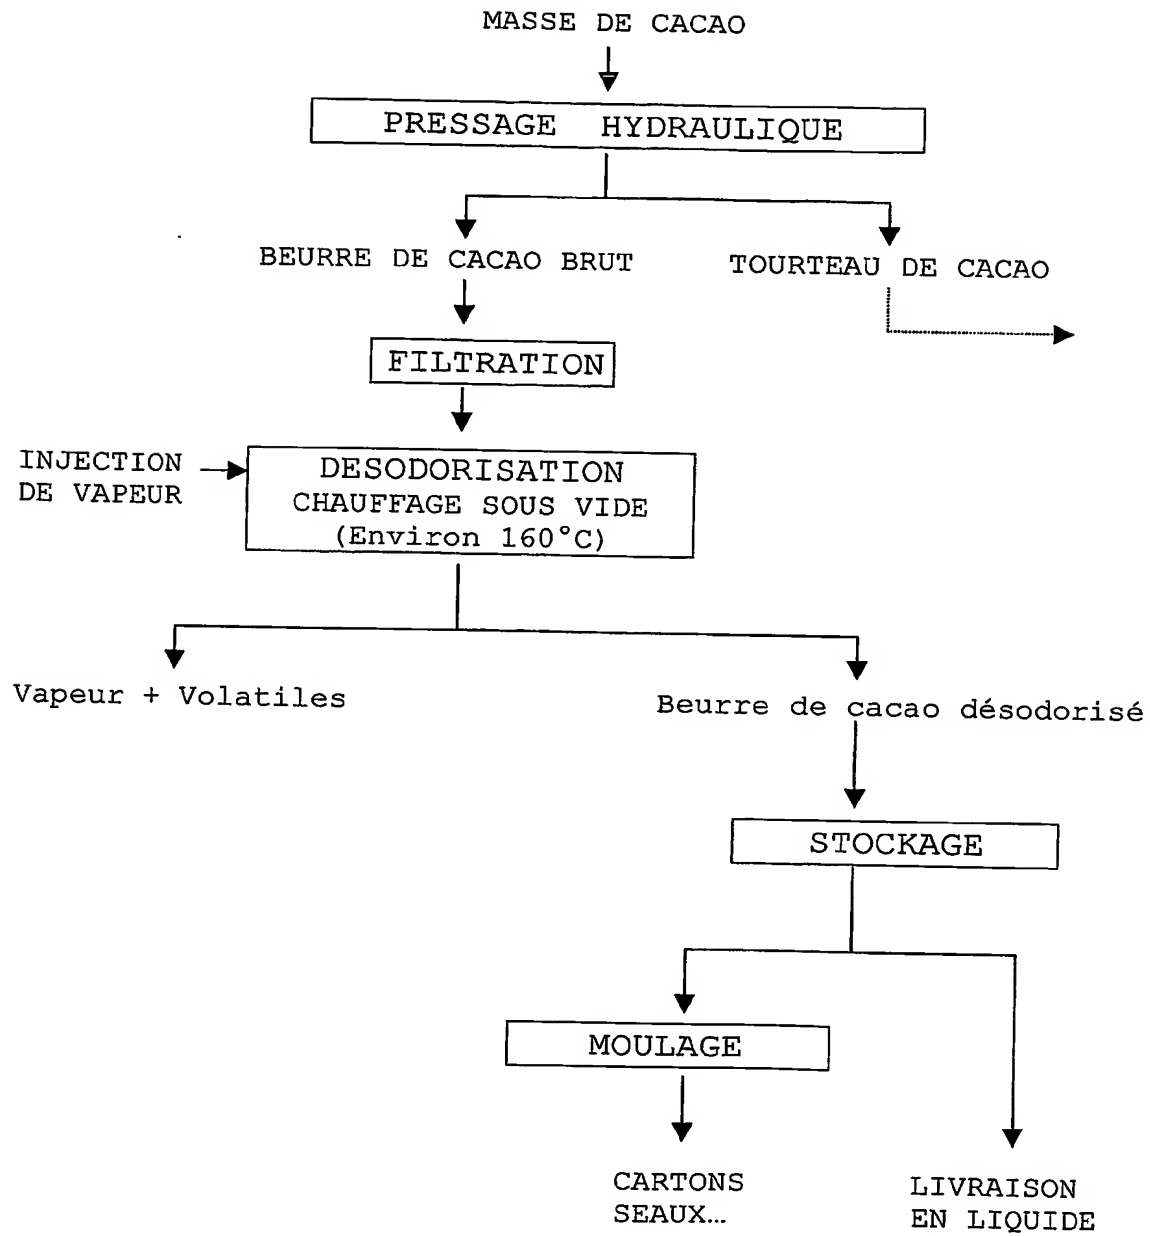 MASSE DE CACAO
PRESSAGE HYDRAULIQUE
BEURRE DE CACAO BRUT
TOURTEAU DE CACAO
FILTRATION
INJECTION
DE VAPEUR
DESODORISATION
CHAUFFAGE SOUS VIDE
(Environ 160°C)
Vapeur + Volatiles
Beurre de cacao désodorisé
STOCKAGE
MOULAGE
CARTONS
SEAUX…
LIVRAISON
EN LIQUIDE